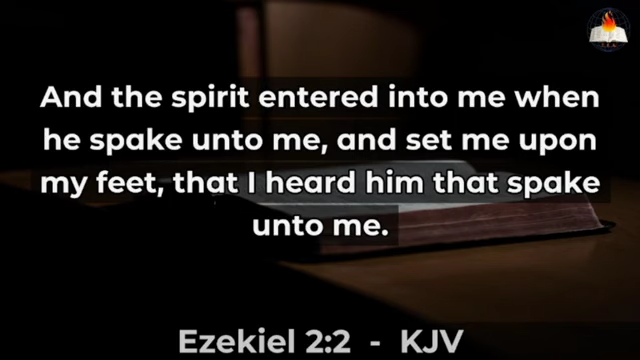 And the spirit entered into me when
he spake unto me, and set me upon
my feet, that I heard him that spake
unto me.
Ezekiel 2:2 - KJV